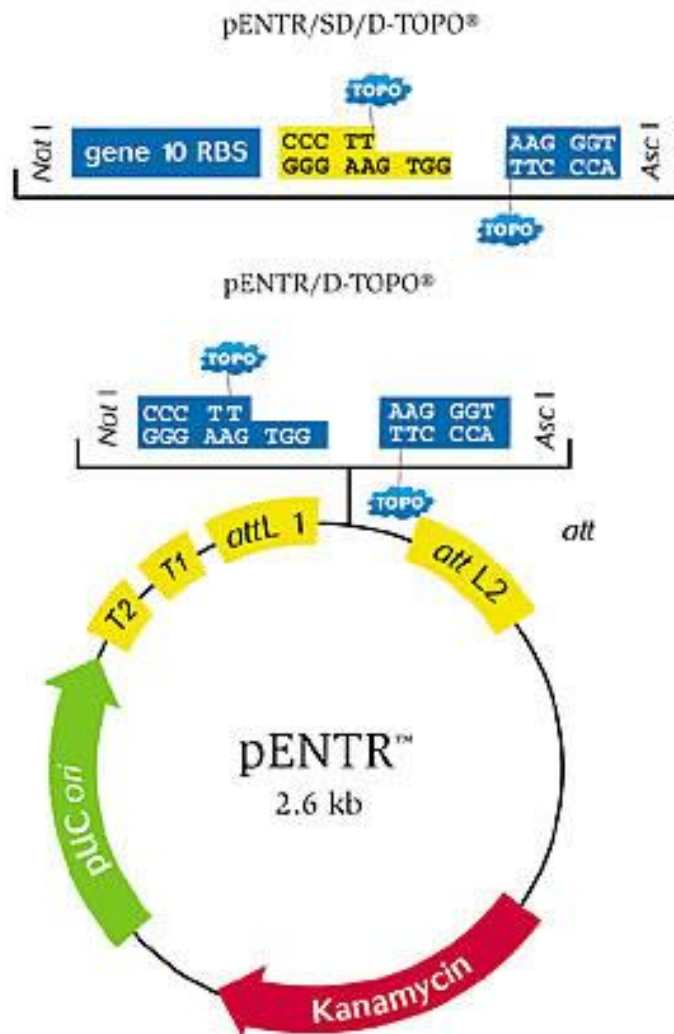 pENTR/SD/D-TOPO®
TOPO
Not I
gene 10 RBS
CCC TT
GGG AAG TGG
AAG GGT
TTC CCA
Asc I
TOPO
pENTR/D-TOPO®
TOPO
Not I
CCC TT
GGG AAG TGG
AAG GGT
TTC CCA
Asc I
TOPO
att
T2
T1
attL 1
att L2
pUC ori
pENTR™
2.6 kb
Kanamycin